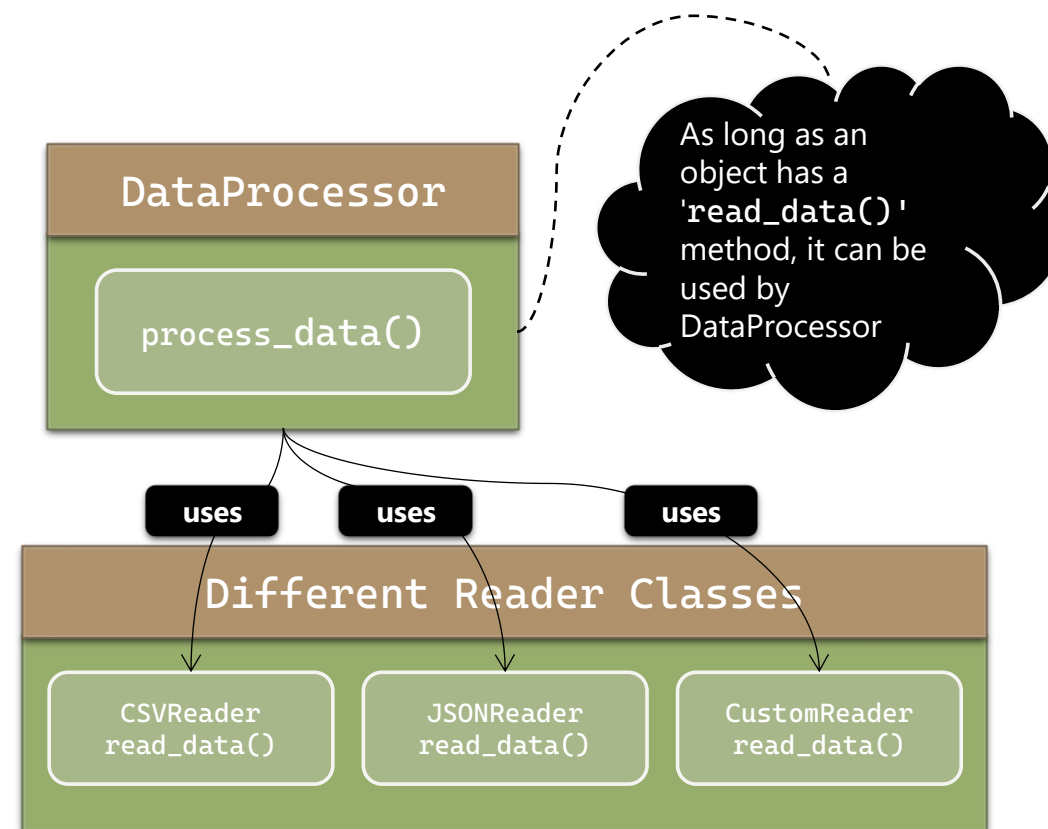 DataProcessor
process_data()
As long as an
object has a
'read_data()'
method, it can be
used by
DataProcessor
uses
uses
uses
Different Reader Classes
CSVReader
read_data()
JSONReader
read_data()
CustomReader
read_data()